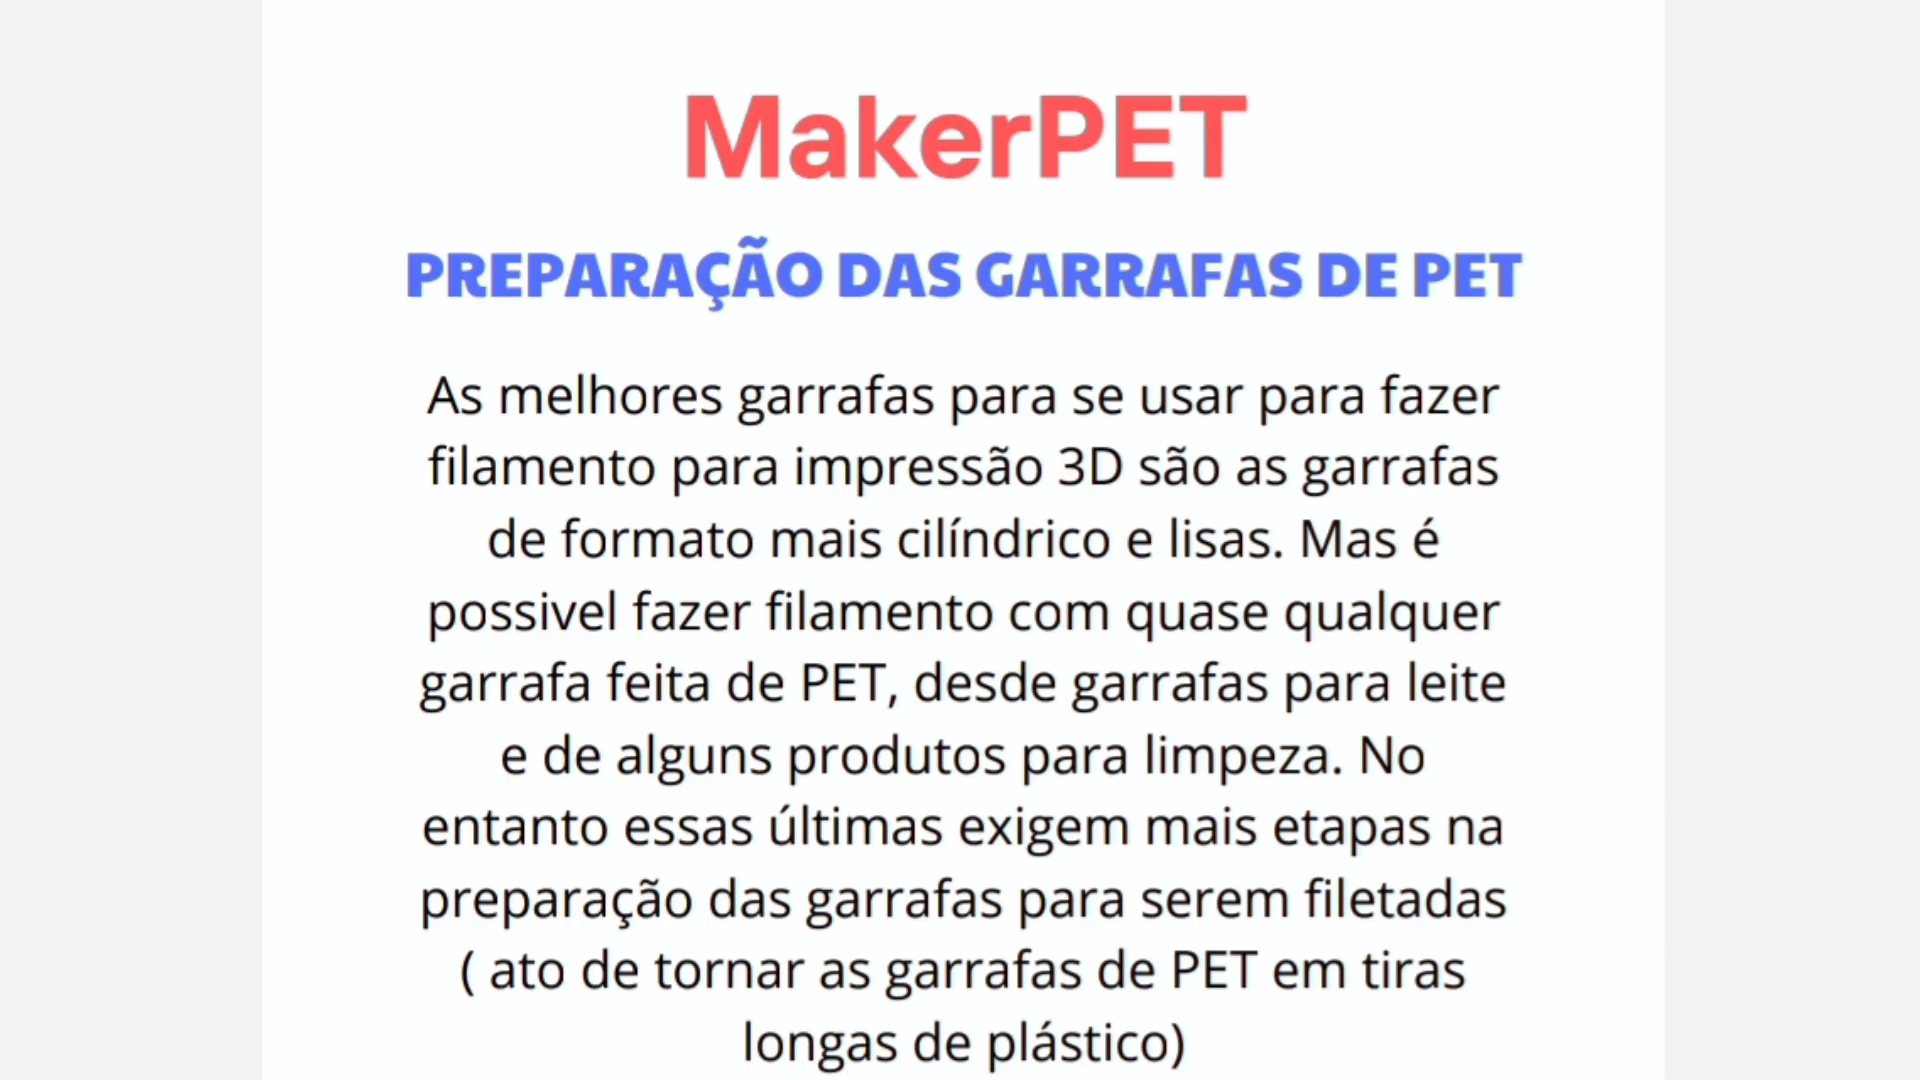 MakerPET
PREPARAÇÃO DAS GARRAFAS DE PET
As melhores garrafas para se usar para fazer
filamento para impressão 3D são as garrafas
de formato mais cilíndrico e lisas. Mas é
possivel fazer filamento com quase qualquer
garrafa feita de PET, desde garrafas para leite
e de alguns produtos para limpeza. No
entanto essas últimas exigem mais etapas na
preparação das garrafas para serem filetadas
( ato de tornar as garrafas de PET em tiras
longas de plástico)